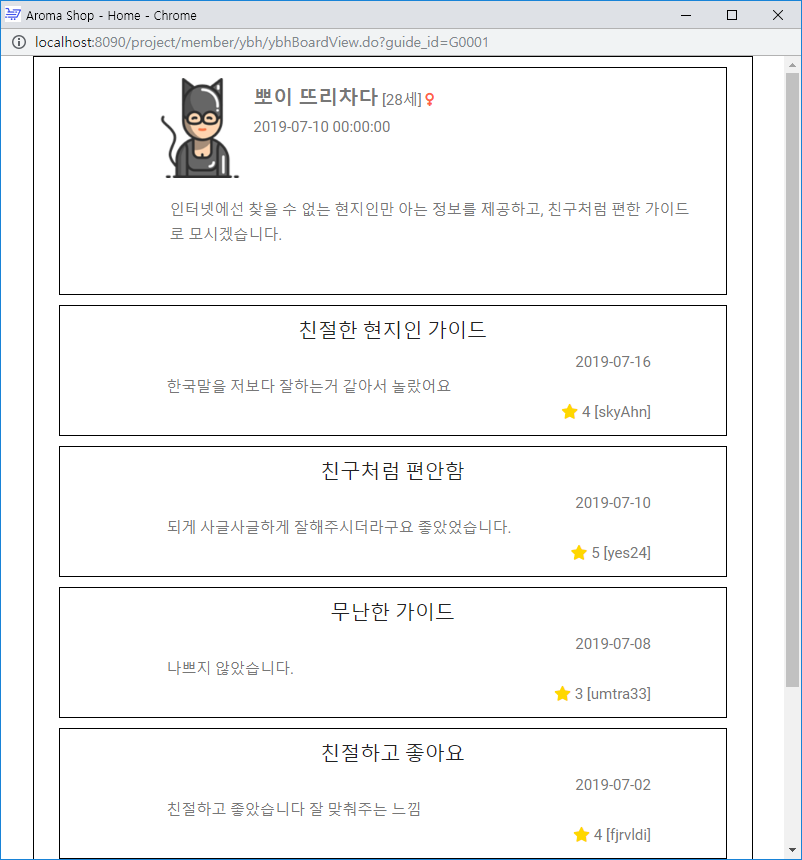 Aroma Shop - Home - Chrome
localhost:8090/project/member/ybh/ybhBoardView.do?guide_id=G0001
뽀이 뜨리차다 [28세] ♀
2019-07-10 00:00:00
인터넷에선 찾을 수 없는 현지인만 아는 정보를 제공하고, 친구처럼 편한 가이드
로 모시겠습니다.
친절한 현지인 가이드
2019-07-16
한국말을 저보다 잘하는거 같아서 놀랐어요
★ 4 [skyAhn]
친구처럼 편안함
2019-07-10
되게 사글사글하게 잘해주시더라구요 좋았었습니다.
★ 5 [yes24]
무난한 가이드
2019-07-08
나쁘지 않았습니다.
★ 3 [umtra33]
친절하고 좋아요
2019-07-02
친절하고 좋았습니다 잘 맞춰주는 느낌
★ 4 [fjrvldi]